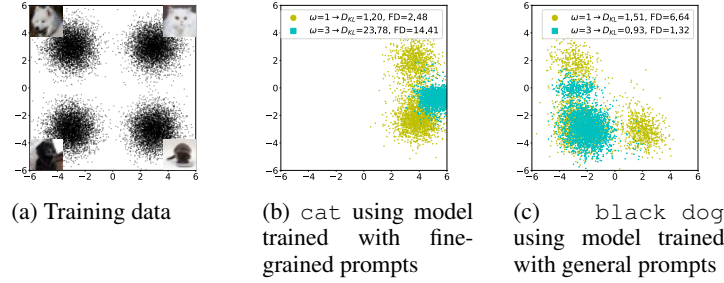 6
4
2
0
−2
−4
−6
−6 −4 −2 0 2 4 6
ω=1→D_KL=1,20, FD=2,48
ω=3→D_KL=23,78, FD=14,41
6
4
2
0
−2
−4
−6
−6 −4 −2 0 2 4 6
ω=1→D_KL=1,51, FD=6,64
ω=3→D_KL=0,93, FD=1,32
6
4
2
0
−2
−4
−6
−6 −4 −2 0 2 4 6
(a) Training data
(b) cat using model
trained with fine-
grained prompts
(c) black dog
using model trained
with general prompts